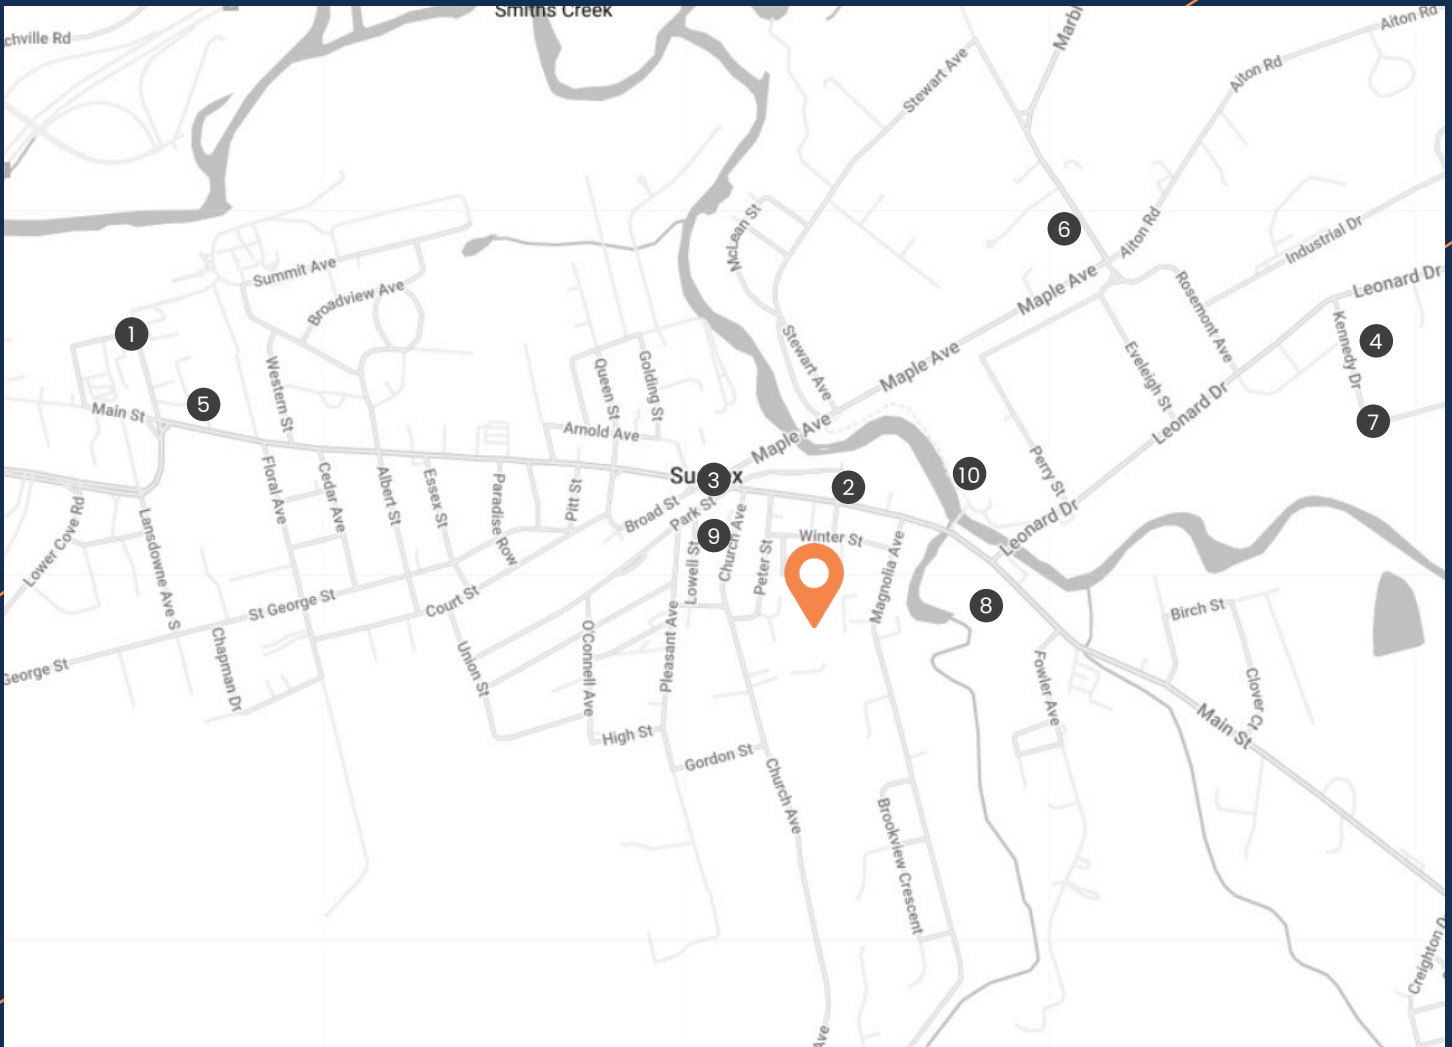 Smiths Creek
chville Rd
Aiton Rd
Marb
Stewart Ave
Aiton Rd
McLean St
6
Aiton Rd
Industrial Dr
Summit Ave
Broadview Ave
Maple Ave
Rosemont Ave
Leonard Dr
1
Stewart Ave
Kennedy Dr
4
Western St
Queen St
Golding St
Maple Ave
Eveleigh St
5
Main St
Arnold Ave
Maple Ave
Leonard Dr
7
Su
3
x
2
10
Perry St
Floral Ave
Cedar Ave
Albert St
Essex St
Paradise Row
Pitt St
Broad St
Park St
9
Church Ave
Winter St
Leonard Dr
Lower Cove Rd
Lansdowne Ave S
Lowell St
Peter St
Magnolia Ave
8
St George St
Court St
Birch St
George St
Chapman Dr
Union St
O'Connell Ave
Pleasant Ave
Fowler Ave
Clover Ct
Main St
High St
Gordon St
Church Ave
Brookview Crescent
Creighton D
Ave